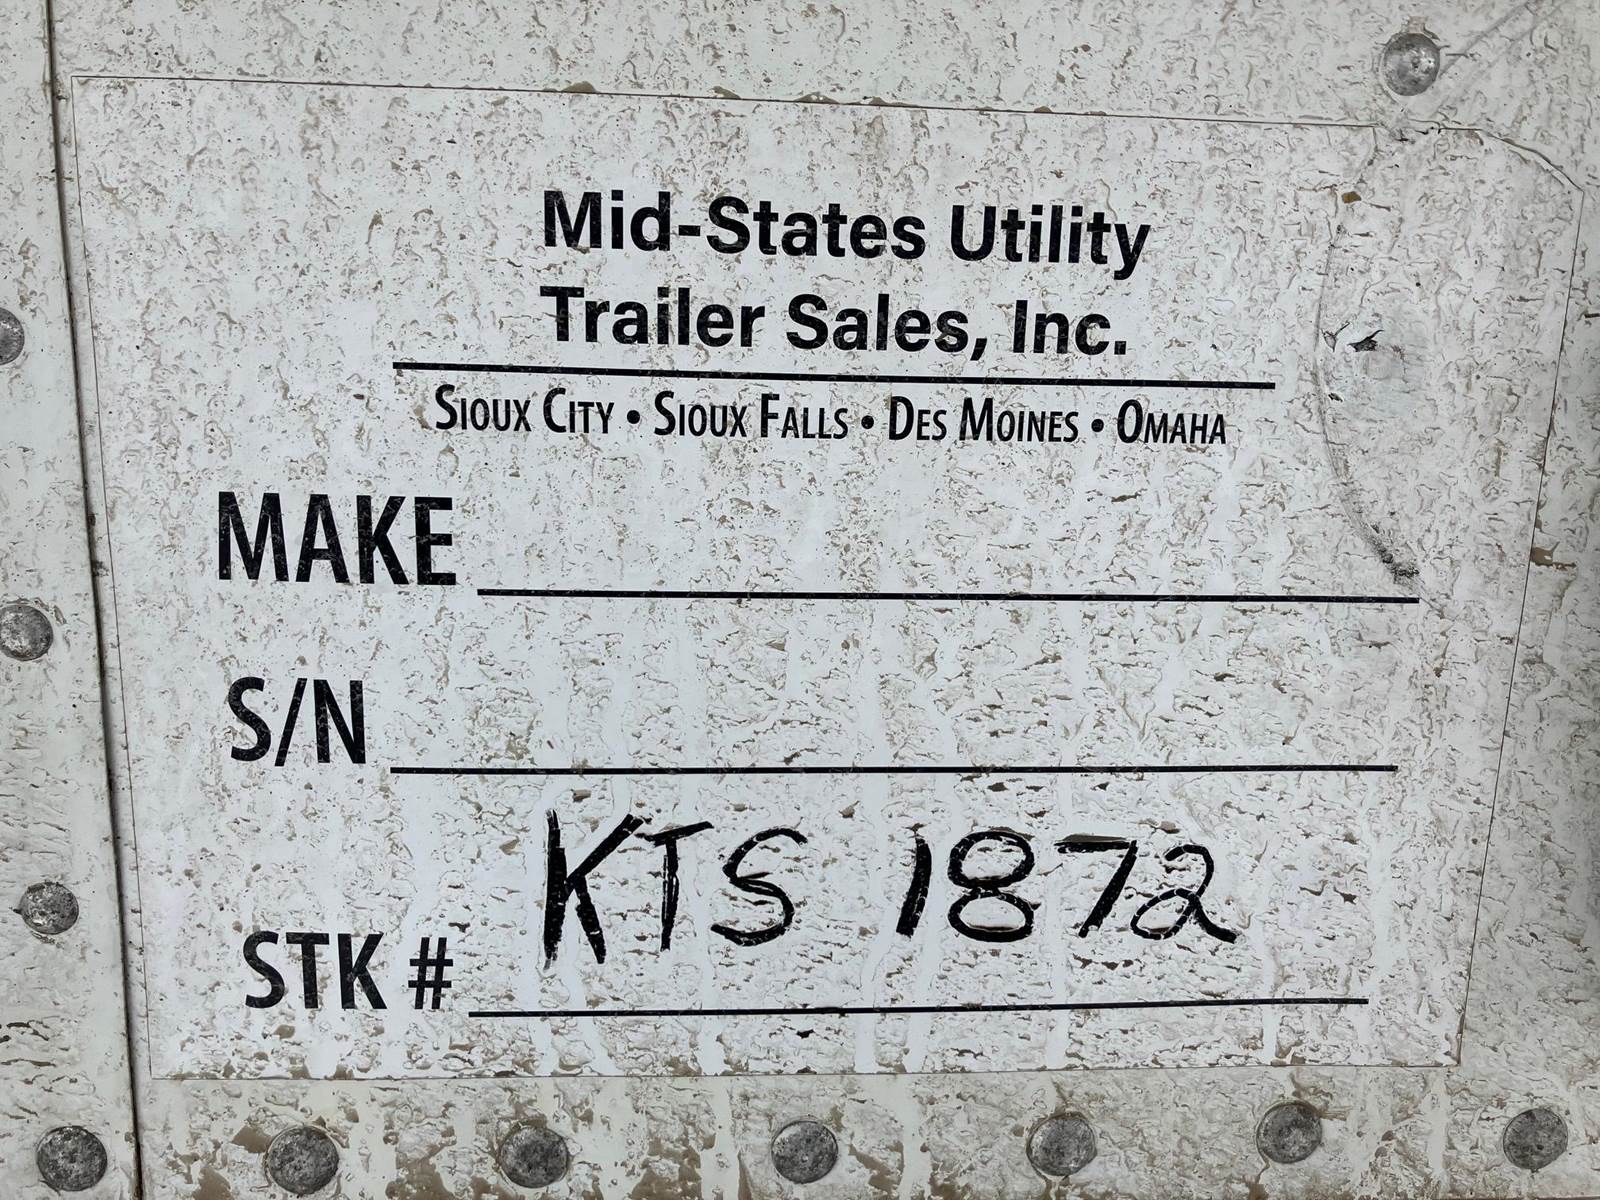 Mid-States Utility
Trailer Sales, Inc.
Sioux City • Sioux Falls • Des Moines • Omaha
MAKE
S/N
STK # KTS 1872